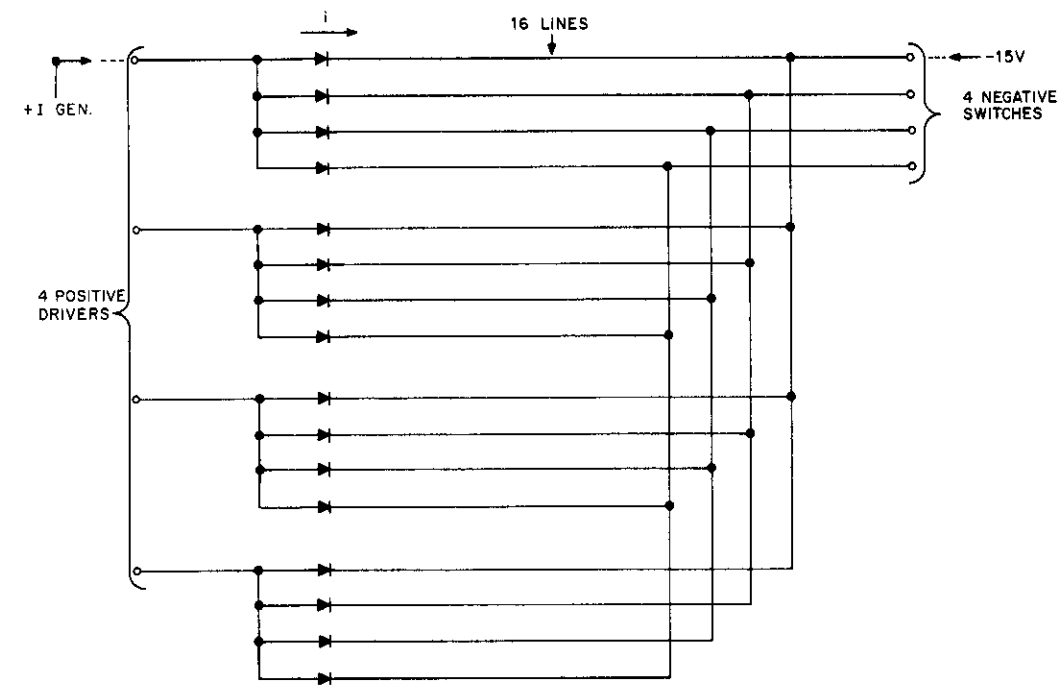 i
16 LINES
+I GEN.
-15V
4 NEGATIVE
SWITCHES
4 POSITIVE
DRIVERS